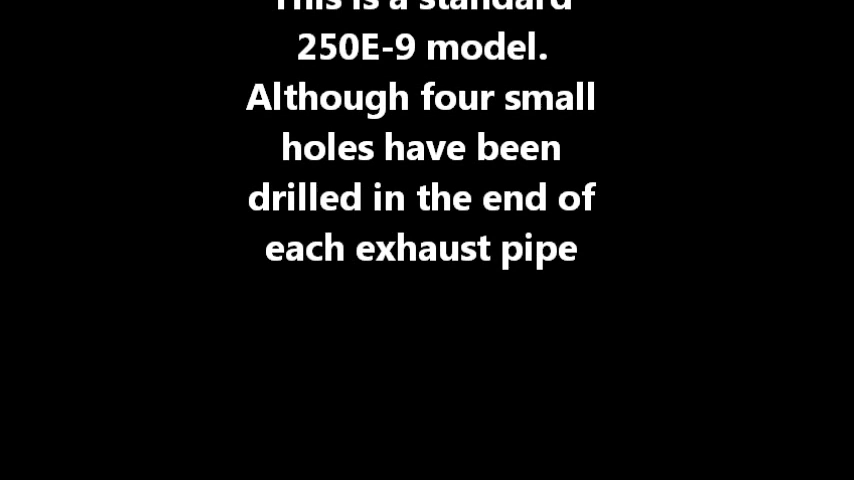 This is a standard
250E-9 model.
Although four small
holes have been
drilled in the end of
each exhaust pipe